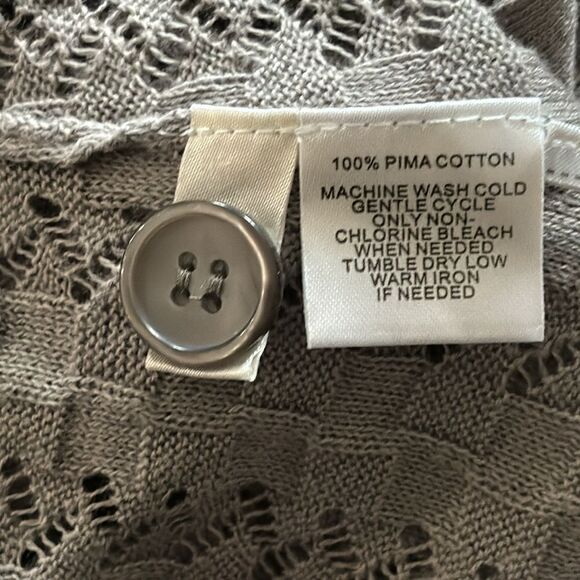 100% PIMA COTTON
MACHINE WASH COLD
GENTLE CYCLE
ONLY NON-
CHLORINE BLEACH
WHEN NEEDED
TUMBLE DRY LOW
WARM IRON
IF NEEDED